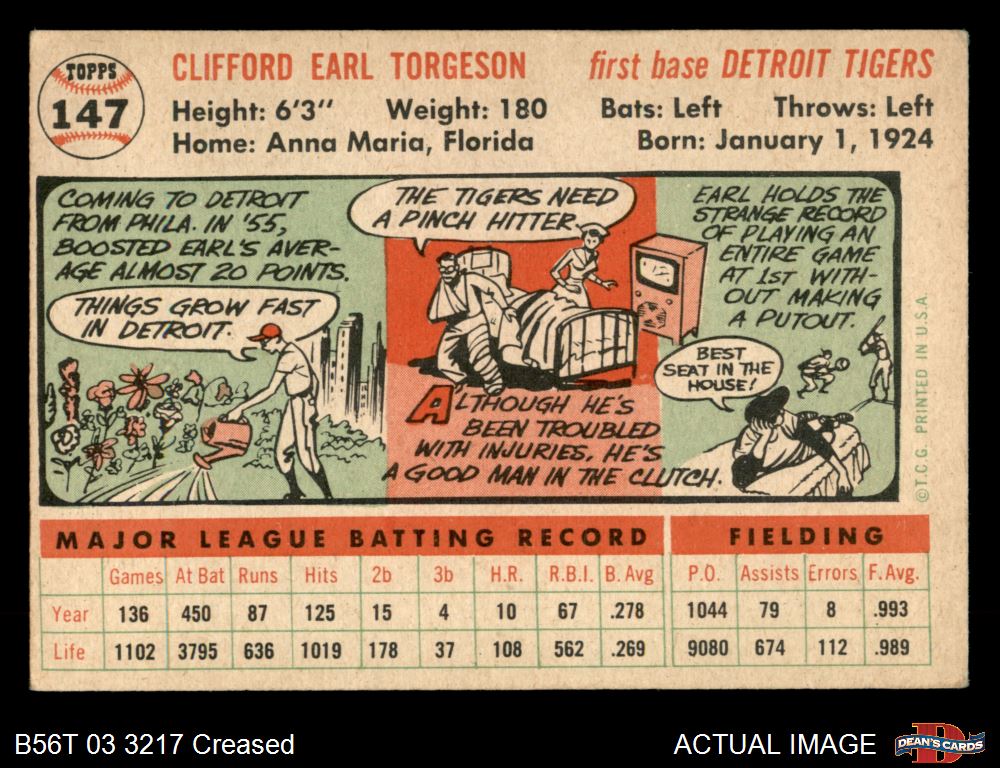 TOPPS
147
CLIFFORD EARL TORGESON
first base DETROIT TIGERS
Height: 6'3" Weight: 180 Bats: Left Throws: Left
Home: Anna Maria, Florida Born: January 1, 1924
COMING TO DETROIT
FROM PHILA. IN '55,
BOOSTED EARL'S AVER-
AGE ALMOST 20 POINTS.
THINGS GROW FAST
IN DETROIT.
THE TIGERS NEED
A PINCH HITTER.
ALTHOUGH HE'S
BEEN TROUBLED
WITH INJURIES, HE'S
A GOOD MAN IN THE CLUTCH.
EARL HOLDS THE
STRANGE RECORD
OF PLAYING AN
ENTIRE GAME
AT 1ST WITH-
OUT MAKING
A PUTOUT.
BEST
SEAT IN THE
HOUSE!
©T.C.G. PRINTED IN U.S.A.
MAJOR LEAGUE BATTING RECORD FIELDING
Games At Bat Runs Hits 2b 3b H.R. R.B.I. B. Avg P.O. Assists Errors F. Avg.
Year 136 450 87 125 15 4 10 67 .278 1044 79 8 .993
Life 1102 3795 636 1019 178 37 108 562 .269 9080 674 112 .989
B56T 03 3217 Creased
ACTUAL IMAGE
D
DEAN'S CARDS